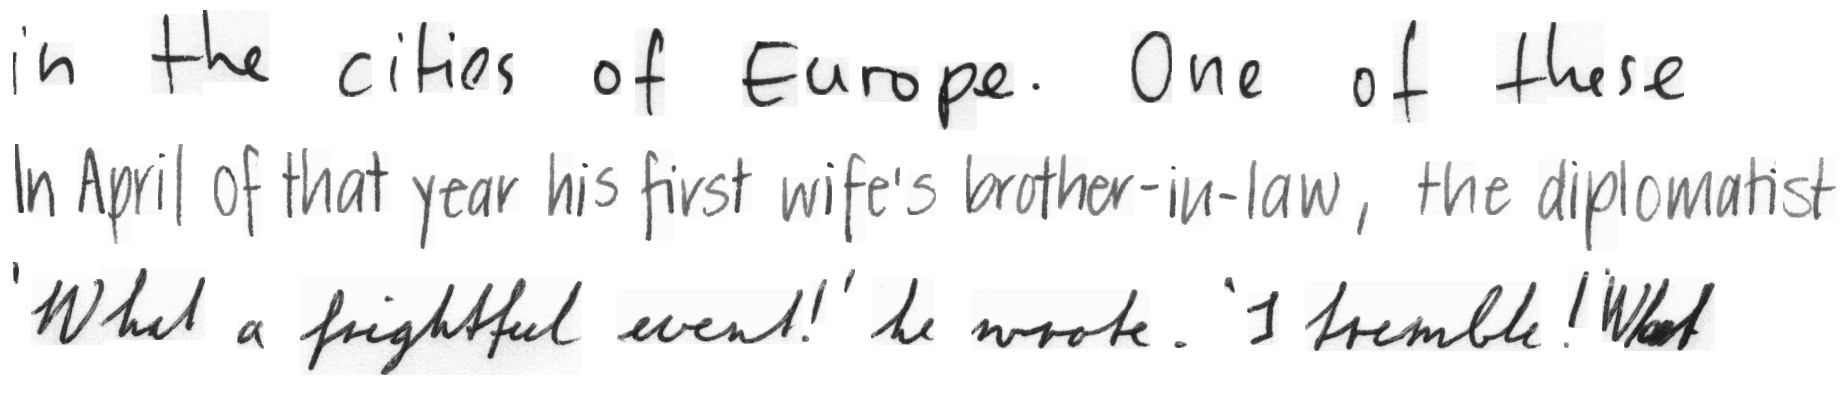 in the cities of Europe. One of these
In April of that year his first wife's brother-in-law, the diplomatist
'What a frightful event!' he wrote. 'I tremble! What